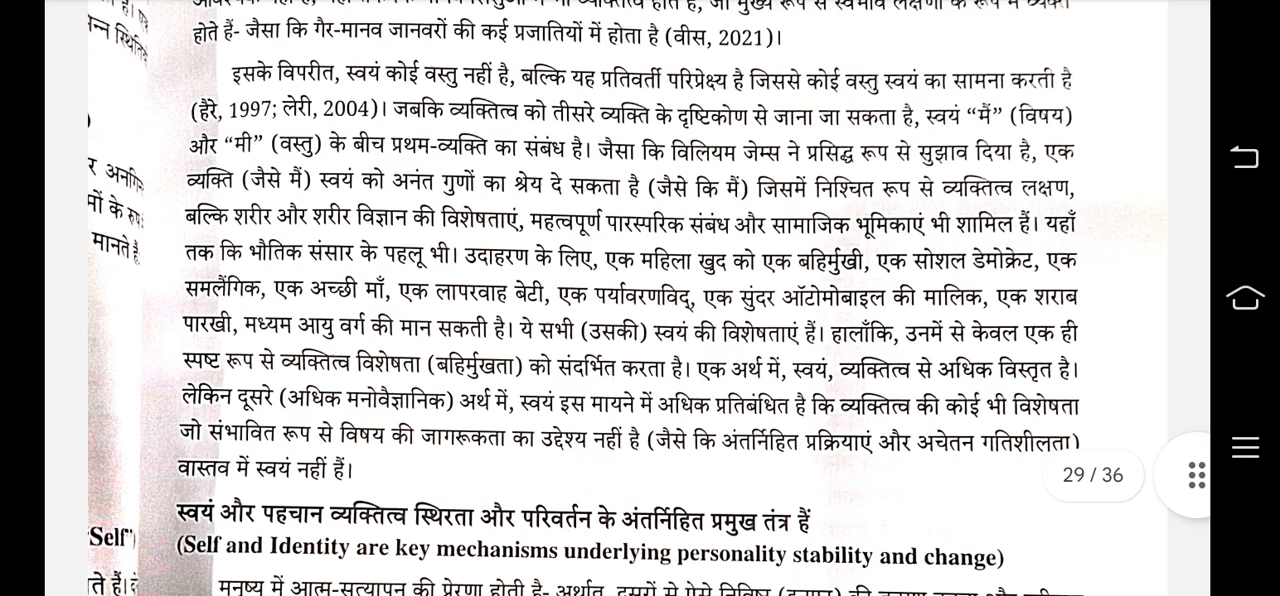 होते हैं- जैसा कि गैर-मानव जानवरों की कई प्रजातियों में होता है (वीस, 2021)।
इसके विपरीत, स्वयं कोई वस्तु नहीं है, बल्कि यह प्रतिवर्ती परिप्रेक्ष्य है जिससे कोई वस्तु स्वयं का सामना करती है
(हैरे, 1997; लेरी, 2004)। जबकि व्यक्तित्व को तीसरे व्यक्ति के दृष्टिकोण से जाना जा सकता है, स्वयं “मैं” (विषय)
और “मी” (वस्तु) के बीच प्रथम-व्यक्ति का संबंध है। जैसा कि विलियम जेम्स ने प्रसिद्ध रूप से सुझाव दिया है, एक
व्यक्ति (जैसे मैं) स्वयं को अनंत गुणों का श्रेय दे सकता है (जैसे कि मैं) जिसमें निश्चित रूप से व्यक्तित्व लक्षण,
बल्कि शरीर और शरीर विज्ञान की विशेषताएं, महत्वपूर्ण पारस्परिक संबंध और सामाजिक भूमिकाएं भी शामिल हैं। यहाँ
तक कि भौतिक संसार के पहलू भी। उदाहरण के लिए, एक महिला खुद को एक बहिर्मुखी, एक सोशल डेमोक्रेट, एक
समलैंगिक, एक अच्छी माँ, एक लापरवाह बेटी, एक पर्यावरणविद्, एक सुंदर ऑटोमोबाइल की मालिक, एक शराब
पारखी, मध्यम आयु वर्ग की मान सकती है। ये सभी (उसकी) स्वयं की विशेषताएं हैं। हालाँकि, उनमें से केवल एक ही
स्पष्ट रूप से व्यक्तित्व विशेषता (बहिर्मुखता) को संदर्भित करता है। एक अर्थ में, स्वयं, व्यक्तित्व से अधिक विस्तृत है।
लेकिन दूसरे (अधिक मनोवैज्ञानिक) अर्थ में, स्वयं इस मायने में अधिक प्रतिबंधित है कि व्यक्तित्व की कोई भी विशेषता
जो संभावित रूप से विषय की जागरूकता का उद्देश्य नहीं है (जैसे कि अंतर्निहित प्रक्रियाएं और अचेतन गतिशीलता)
वास्तव में स्वयं नहीं हैं।
29 / 36
स्वयं और पहचान व्यक्तित्व स्थिरता और परिवर्तन के अंतर्निहित प्रमुख तंत्र हैं
(Self and Identity are key mechanisms underlying personality stability and change)
मानते हैं
Self')
मनुष्य में आत्म-सत्यापन की प्रेरणा होती है- अर्थात्